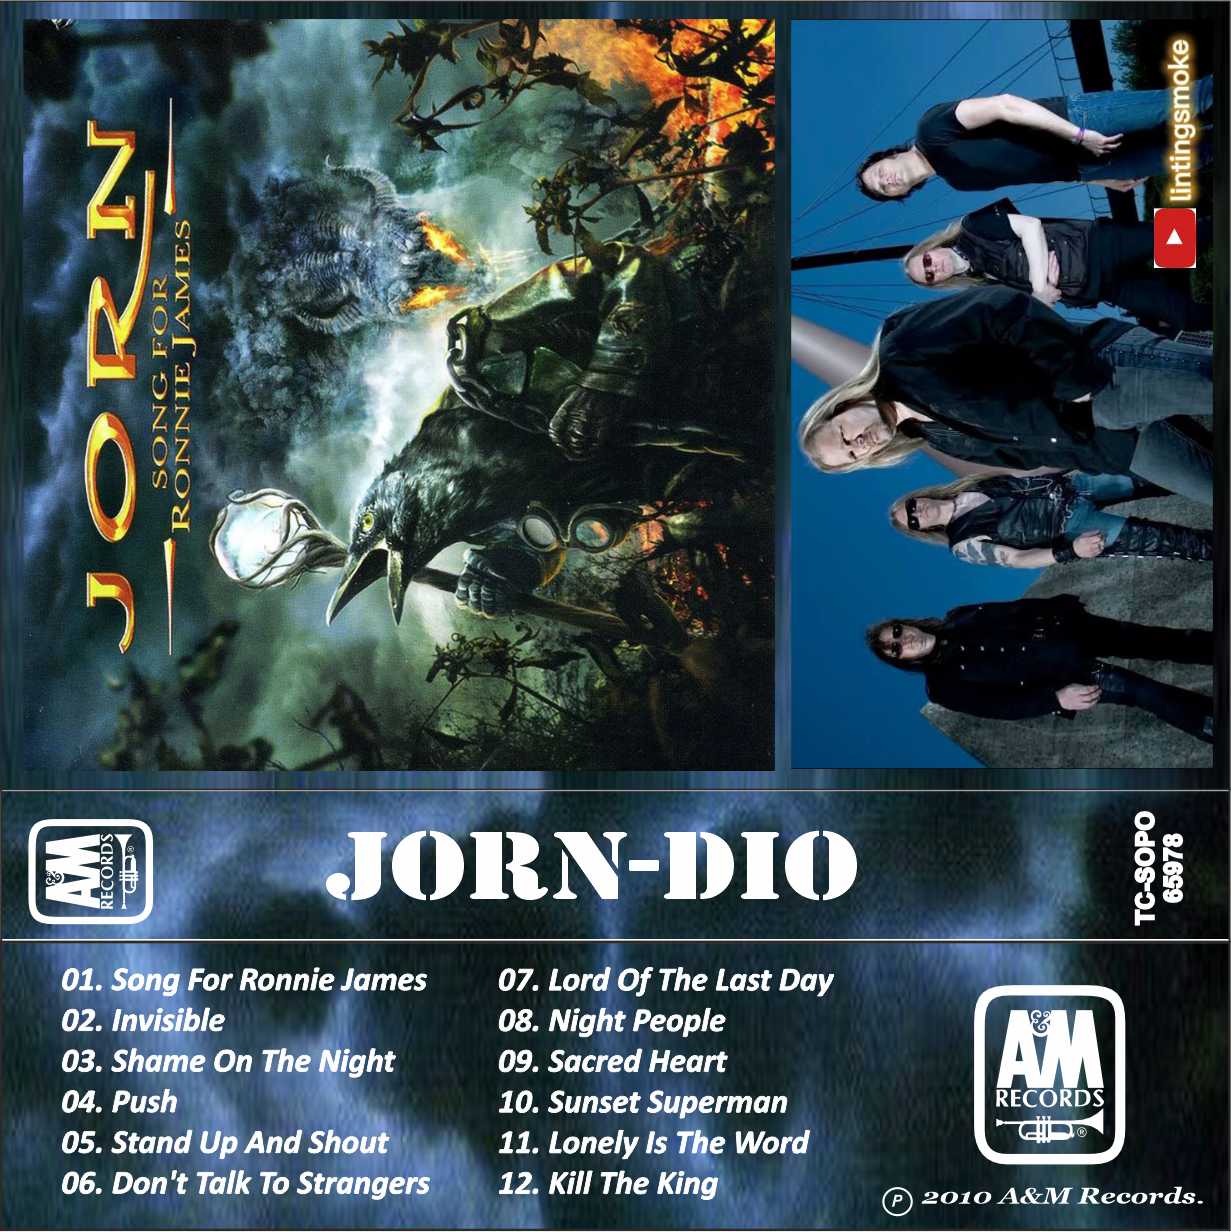 JORN
SONG FOR
RONNIE JAMES
lintingsmoke
A&M
RECORDS
®
JORN-DIO
TC-SOPO
65978
01. Song For Ronnie James
02. Invisible
03. Shame On The Night
04. Push
05. Stand Up And Shout
06. Don't Talk To Strangers
07. Lord Of The Last Day
08. Night People
09. Sacred Heart
10. Sunset Superman
11. Lonely Is The Word
12. Kill The King
A&M
RECORDS
®
℗ 2010 A&M Records.